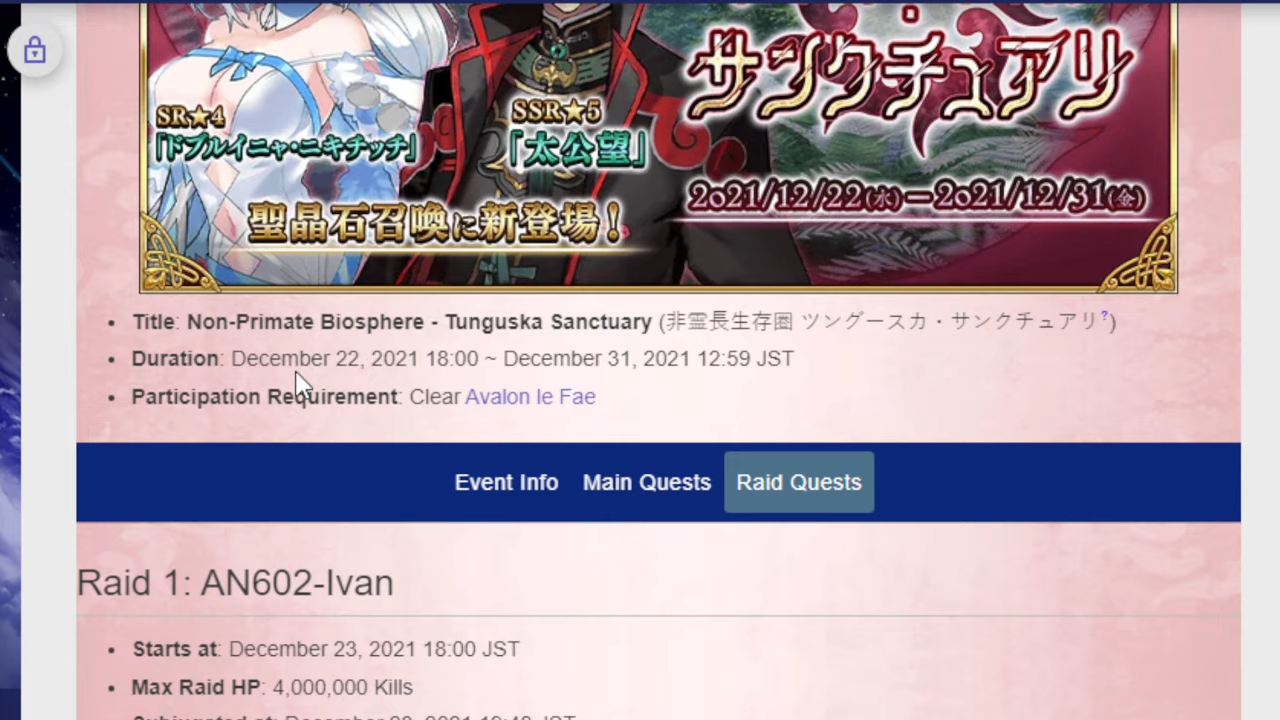 サンクチュアリ
SR★4
「ドブルイニャ・ニキチッチ」
SSR★5
「太公望」
2021/12/22(水)ー2021/12/31(金)
聖晶石召喚に新登場！
• Title: Non-Primate Biosphere - Tunguska Sanctuary (非霊長生存圏 ツングースカ・サンクチュアリ?)
• Duration: December 22, 2021 18:00 ~ December 31, 2021 12:59 JST
• Participation Requirement: Clear Avalon le Fae
Event Info Main Quests Raid Quests
Raid 1: AN602-Ivan
• Starts at: December 23, 2021 18:00 JST
• Max Raid HP: 4,000,000 Kills